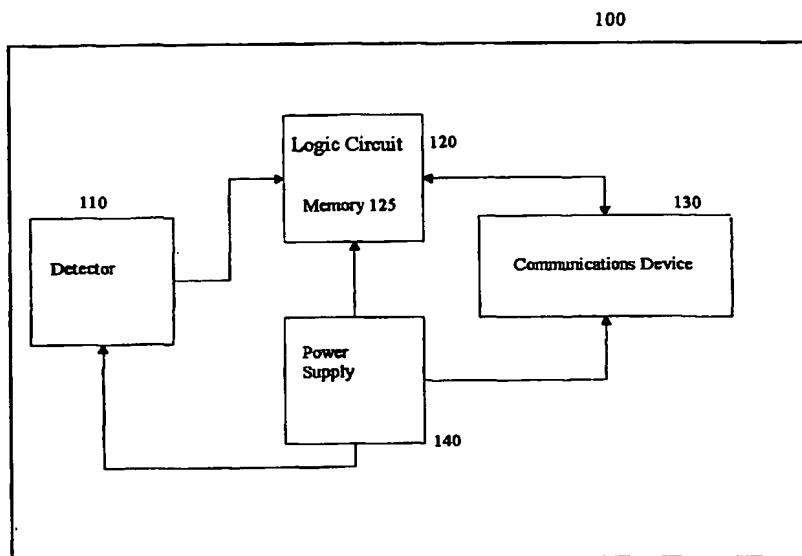 100
Logic Circuit
120
Memory 125
110
130
Detector
Communications Device
Power
Supply
140